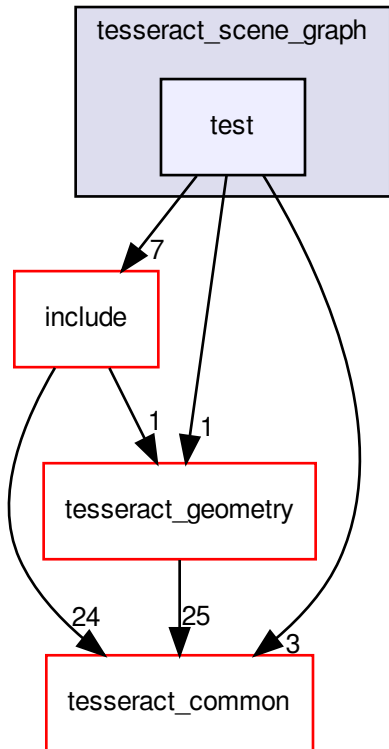 tesseract_scene_graph
test
7
include
1
1
tesseract_geometry
24
25
3
tesseract_common